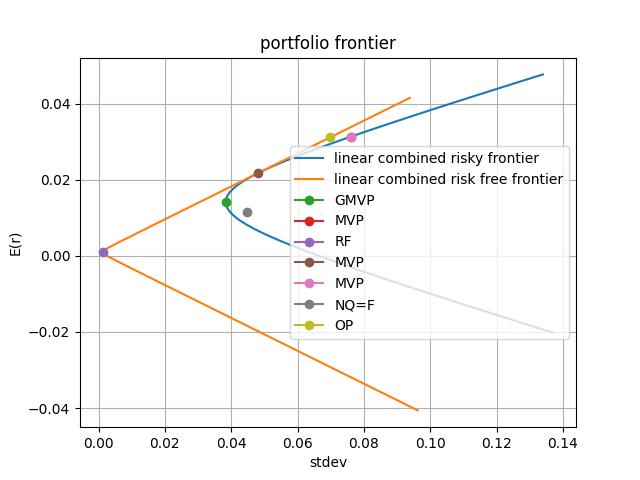 portfolio frontier
E(r)
0.04
0.02
0.00
−0.02
−0.04
linear combined risky frontier
linear combined risk free frontier
GMVP
MVP
RF
MVP
MVP
NQ=F
OP
0.00 0.02 0.04 0.06 0.08 0.10 0.12 0.14
stdev